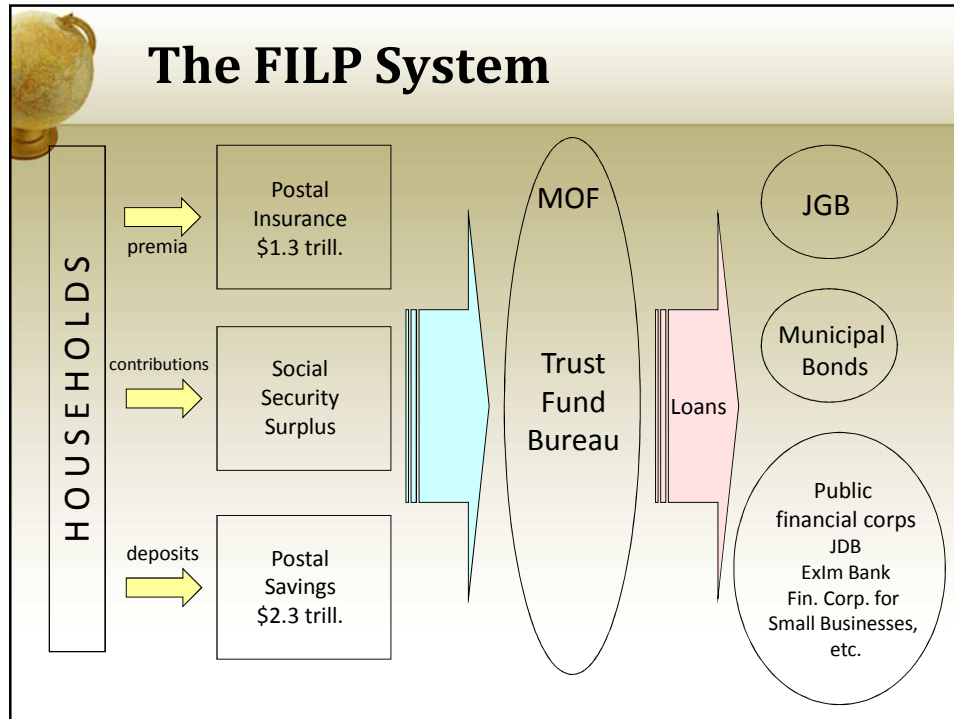 The FILP System
HOUSEHOLDS
premia
contributions
deposits
Postal
Insurance
$1.3 trill.
Social
Security
Surplus
Postal
Savings
$2.3 trill.
MOF
Trust
Fund
Bureau
Loans
JGB
Municipal
Bonds
Public
financial corps
JDB
ExIm Bank
Fin. Corp. for
Small Businesses,
etc.